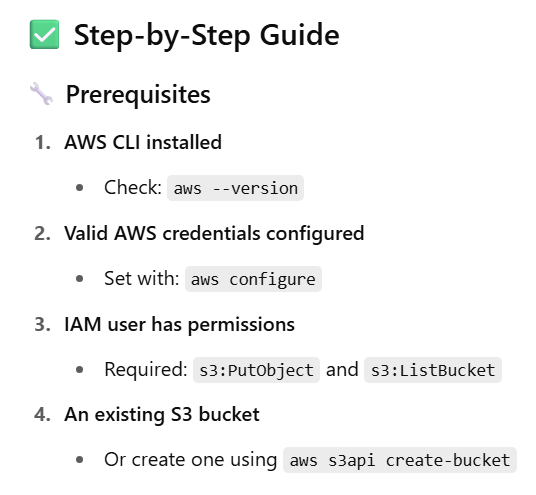 ✅ Step-by-Step Guide
🔧 Prerequisites
1. AWS CLI installed
• Check: aws --version
2. Valid AWS credentials configured
• Set with: aws configure
3. IAM user has permissions
• Required: s3:PutObject and s3:ListBucket
4. An existing S3 bucket
• Or create one using aws s3api create-bucket